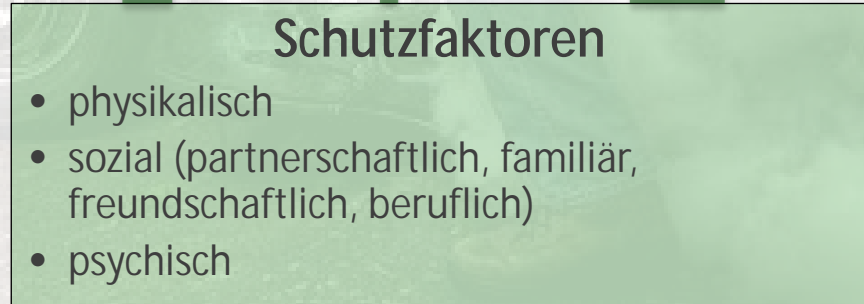 Schutzfaktoren
• physikalisch
• sozial (partnerschaftlich, familiär,
freundschaftlich, beruflich)
• psychisch